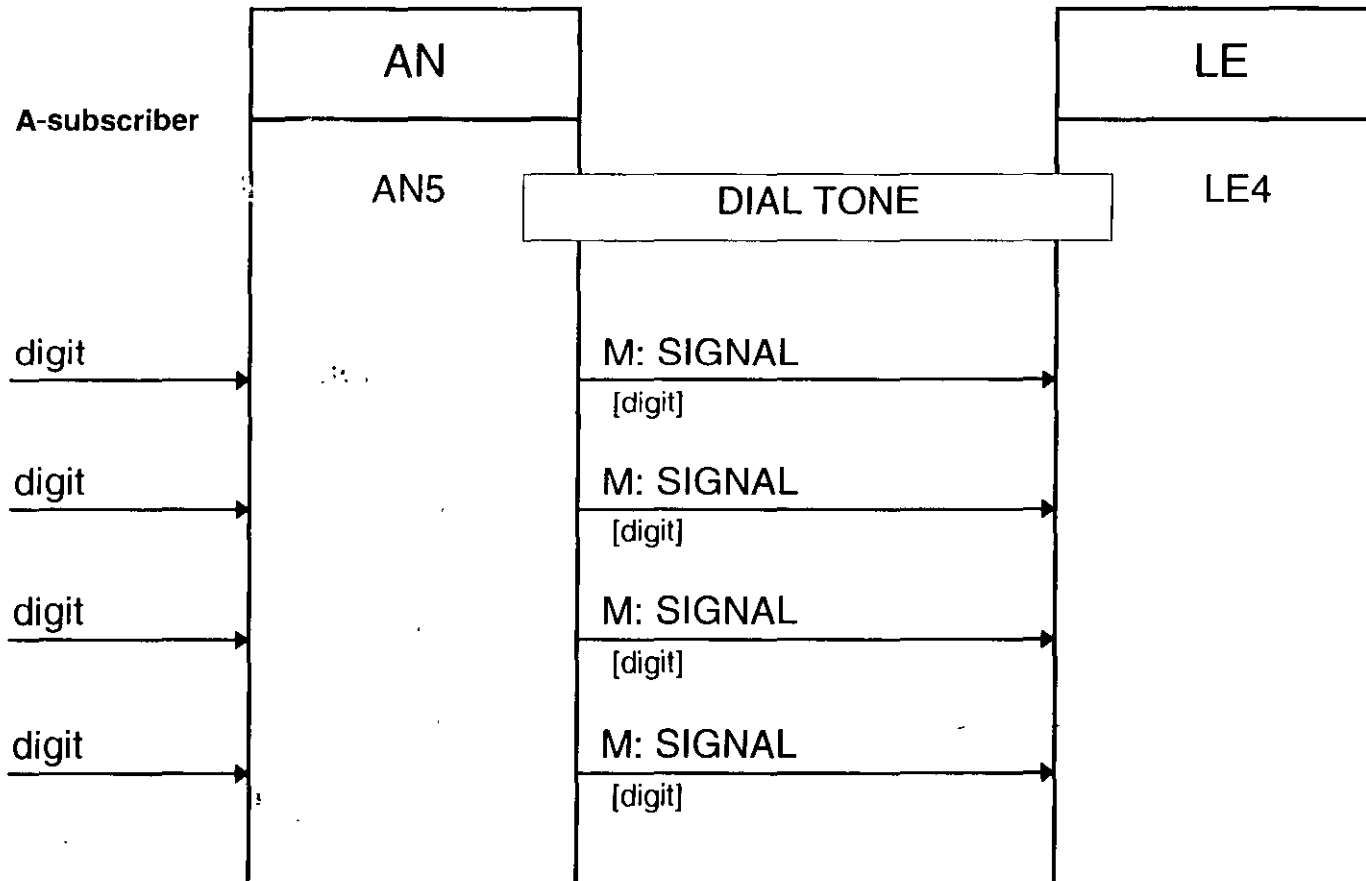 AN
LE
A-subscriber
AN5
DIAL TONE
LE4
digit
M: SIGNAL
[digit]
digit
M: SIGNAL
[digit]
digit
M: SIGNAL
[digit]
digit
M: SIGNAL
[digit]